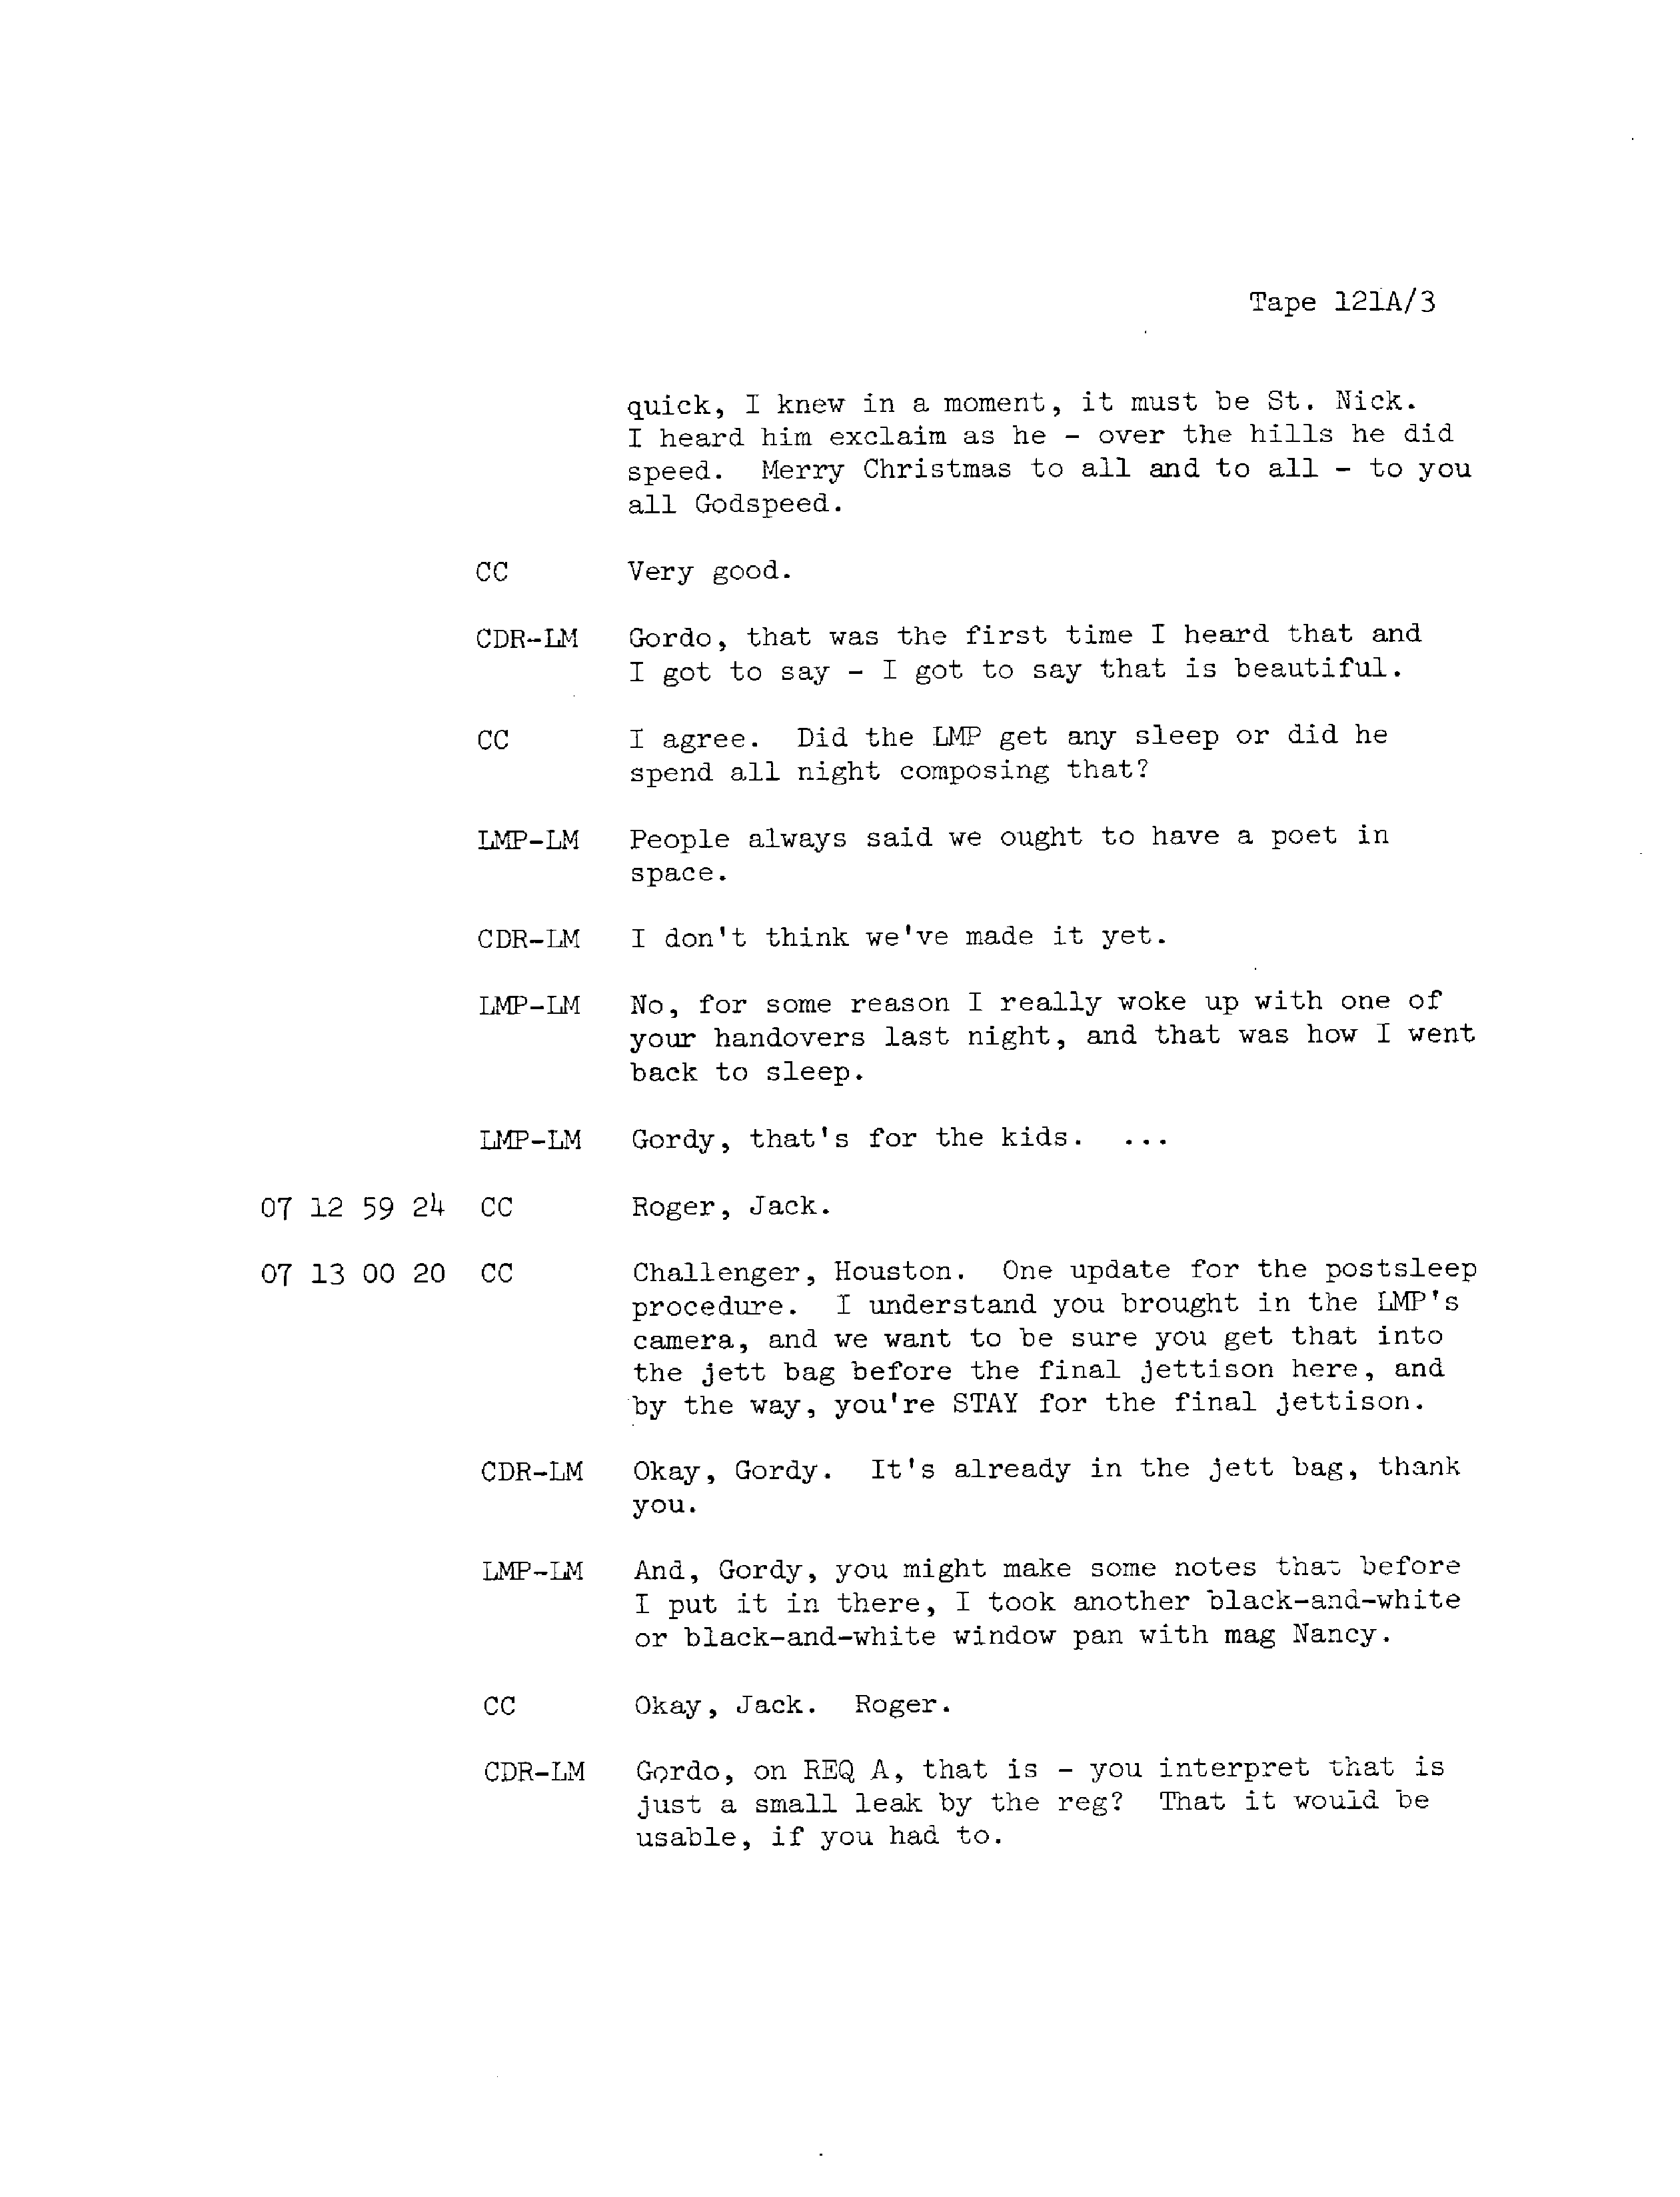 Tape 121A/3
quick, I knew in a moment, it must be St. Nick.
I heard him exclaim as he - over the hills he did
speed. Merry Christmas to all and to all - to you
all Godspeed.
CC Very good.
CDR-LM Gordo, that was the first time I heard that and
I got to say - I got to say that is beautiful.
CC I agree. Did the LMP get any sleep or did he
spend all night composing that?
LMP-LM People always said we ought to have a poet in
space.
CDR-LM I don't think we've made it yet.
LMP-LM No, for some reason I really woke up with one of
your handovers last night, and that was how I went
back to sleep.
LMP-LM Gordy, that's for the kids. ...
07 12 59 24 CC Roger, Jack.
07 13 00 20 CC Challenger, Houston. One update for the postsleep
procedure. I understand you brought in the LMP's
camera, and we want to be sure you get that into
the jett bag before the final jettison here, and
by the way, you're STAY for the final jettison.
CDR-LM Okay, Gordy. It's already in the jett bag, thank
you.
LMP-LM And, Gordy, you might make some notes that before
I put it in there, I took another black-and-white
or black-and-white window pan with mag Nancy.
CC Okay, Jack. Roger.
CDR-LM Gordo, on REQ A, that is - you interpret that is
just a small leak by the reg? That it would be
usable, if you had to.